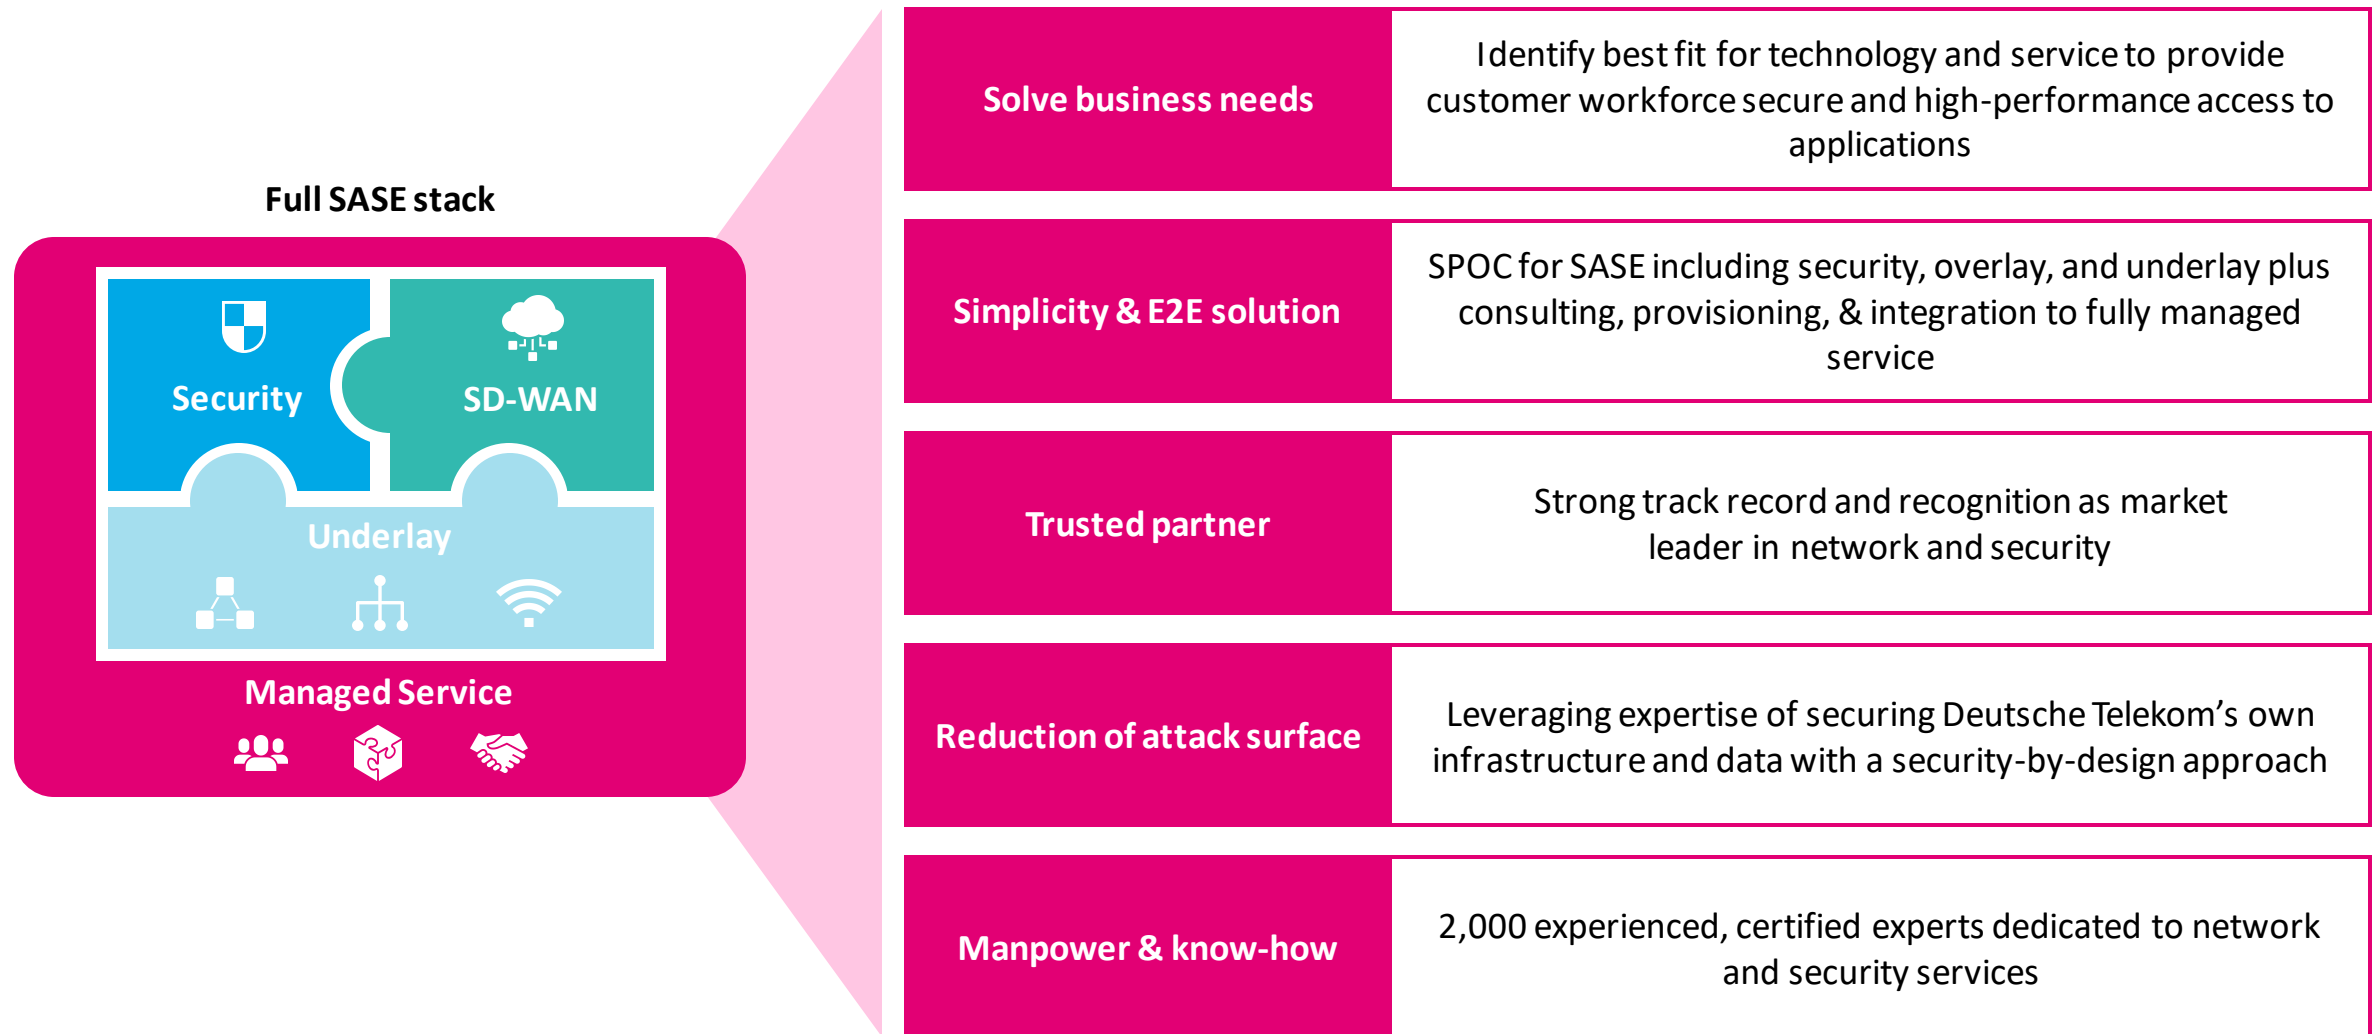 Full SASE stack
Security
SD-WAN
Underlay
Managed Service
Solve business needs
Identify best fit for technology and service to provide
customer workforce secure and high-performance access to
applications
Simplicity & E2E solution
SPOC for SASE including security, overlay, and underlay plus
consulting, provisioning, & integration to fully managed
service
Trusted partner
Strong track record and recognition as market
leader in network and security
Reduction of attack surface
Leveraging expertise of securing Deutsche Telekom’s own
infrastructure and data with a security-by-design approach
Manpower & know-how
2,000 experienced, certified experts dedicated to network
and security services